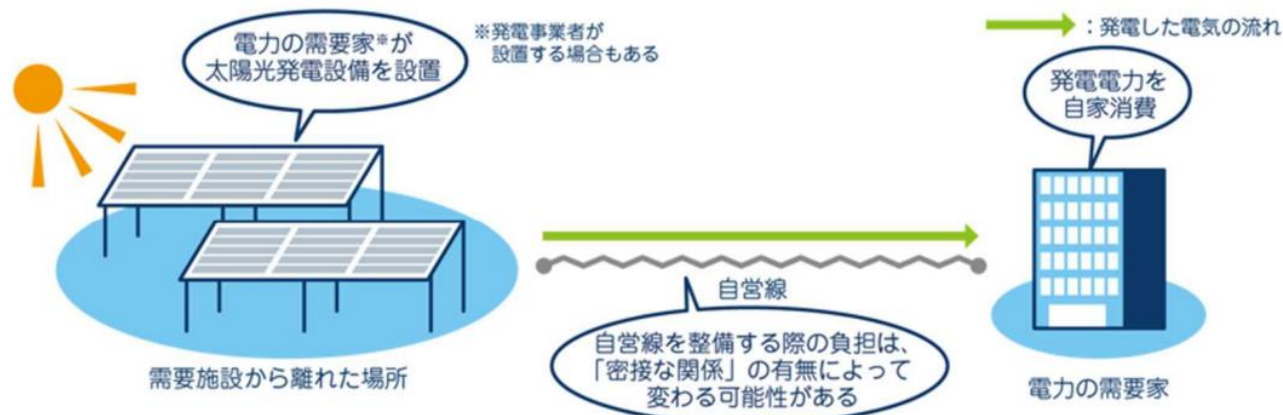 電力の需要家※が
太陽光発電設備を設置
※発電事業者が
設置する場合もある
：発電した電気の流れ
発電電力を
自家消費
自営線
自営線を整備する際の負担は、
「密接な関係」の有無によって
変わる可能性がある
需要施設から離れた場所
電力の需要家